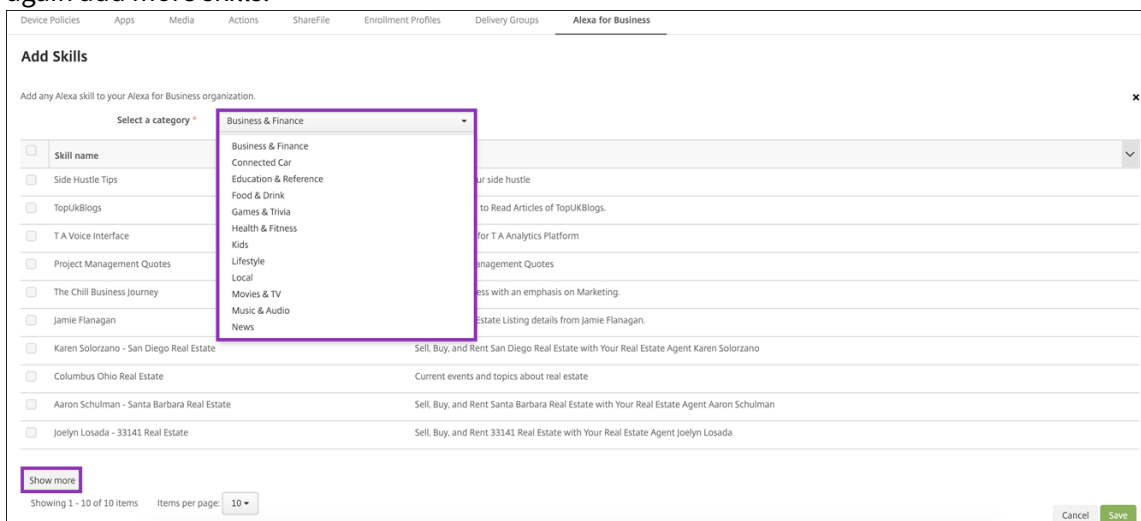 again add more skills.
Device Policies Apps Media Actions ShareFile Enrollment Profiles Delivery Groups Alexa for Business
Add Skills
Add any Alexa skill to your Alexa for Business organization.
Select a category * Business & Finance
Business & Finance
Connected Car
Education & Reference
Food & Drink
Games & Trivia
Health & Fitness
Kids
Lifestyle
Local
Movies & TV
Music & Audio
News
Skill name
Side Hustle Tips ur side hustle
TopUkBlogs to Read Articles of TopUKBlogs.
T A Voice Interface for T A Analytics Platform
Project Management Quotes anagement Quotes
The Chill Business Journey ess with an emphasis on Marketing.
Jamie Flanagan Estate Listing details from Jamie Flanagan.
Karen Solorzano - San Diego Real Estate Sell, Buy, and Rent San Diego Real Estate with Your Real Estate Agent Karen Solorzano
Columbus Ohio Real Estate Current events and topics about real estate
Aaron Schulman - Santa Barbara Real Estate Sell, Buy, and Rent Santa Barbara Real Estate with Your Real Estate Agent Aaron Schulman
Joelyn Losada - 33141 Real Estate Sell, Buy, and Rent 33141 Real Estate with Your Real Estate Agent Joelyn Losada
Show more
Showing 1 - 10 of 10 items Items per page: 10
Cancel Save